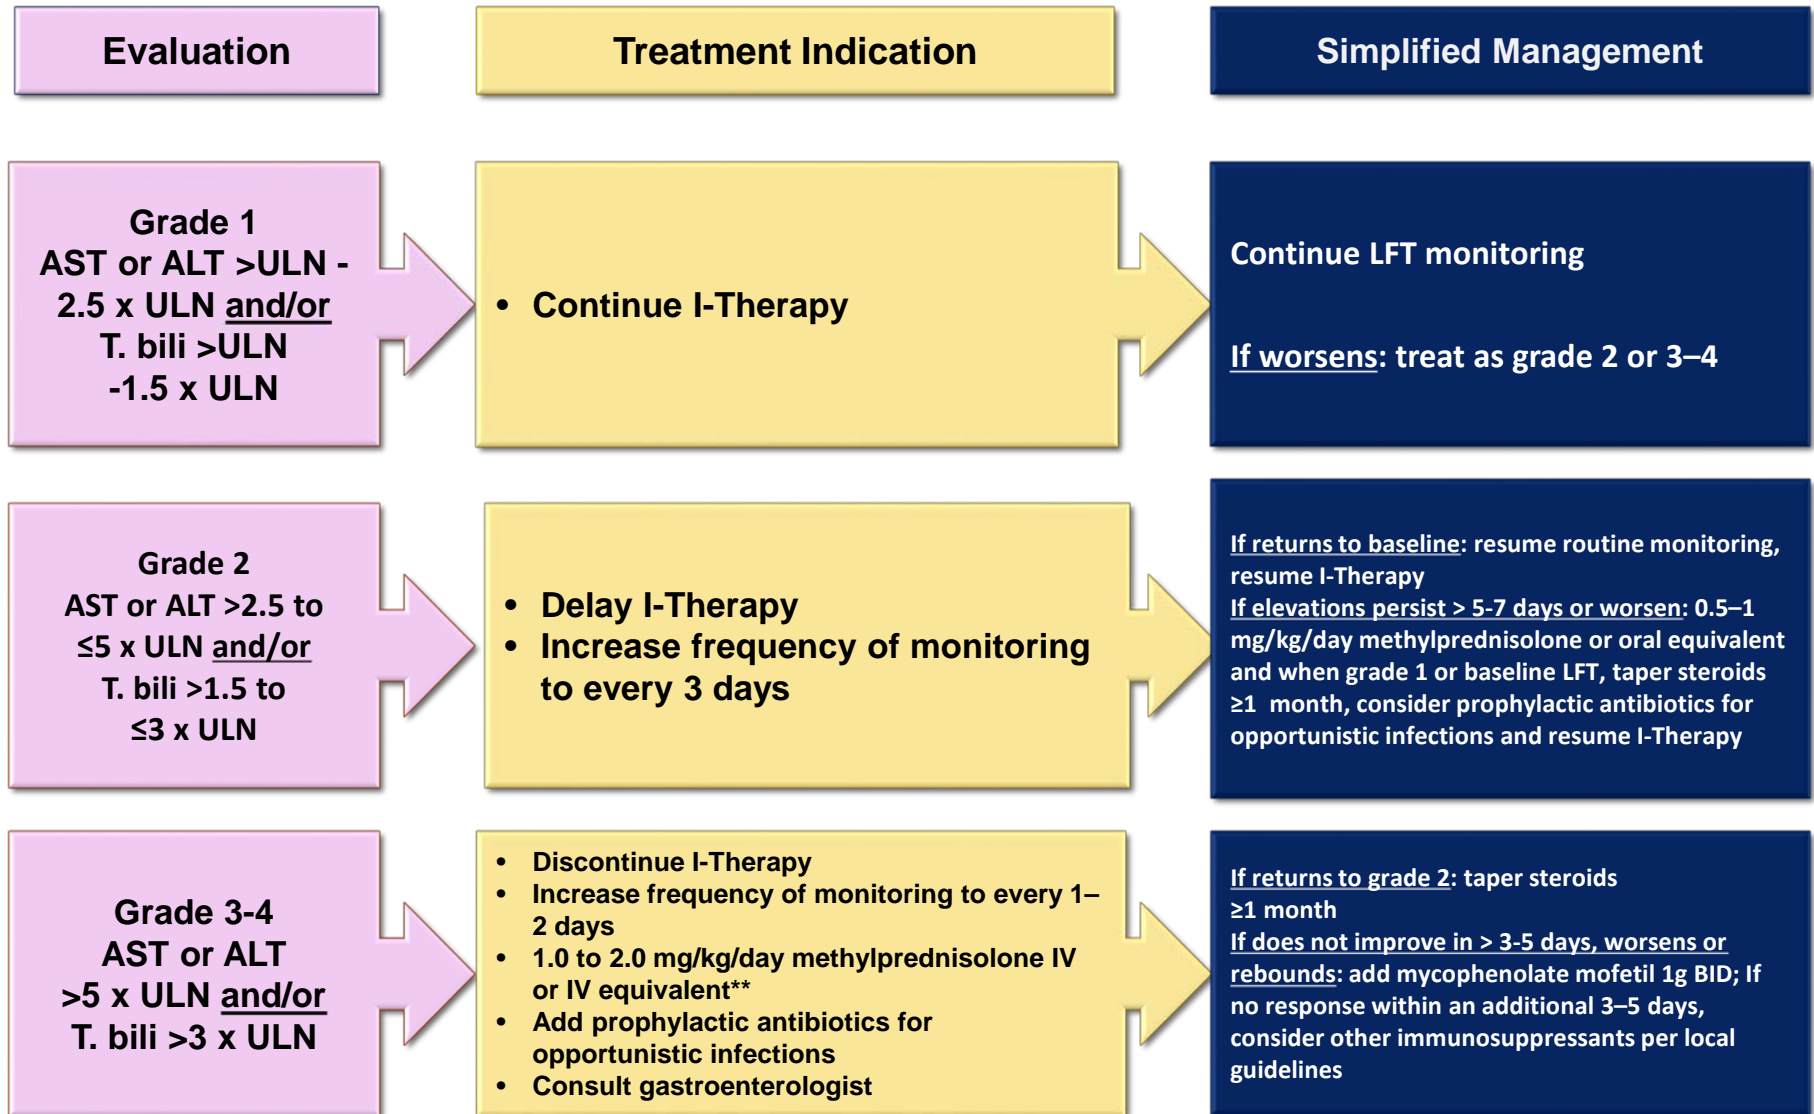 Evaluation
Treatment Indication
Simplified Management
Grade 1
AST or ALT >ULN -
2.5 x ULN and/or
T. bili >ULN
-1.5 x ULN
• Continue I-Therapy
Continue LFT monitoring
If worsens: treat as grade 2 or 3–4
Grade 2
AST or ALT >2.5 to
≤5 x ULN and/or
T. bili >1.5 to
≤3 x ULN
• Delay I-Therapy
• Increase frequency of monitoring
to every 3 days
If returns to baseline: resume routine monitoring,
resume I-Therapy
If elevations persist > 5-7 days or worsen: 0.5–1
mg/kg/day methylprednisolone or oral equivalent
and when grade 1 or baseline LFT, taper steroids
≥1 month, consider prophylactic antibiotics for
opportunistic infections and resume I-Therapy
Grade 3-4
AST or ALT
>5 x ULN and/or
T. bili >3 x ULN
• Discontinue I-Therapy
• Increase frequency of monitoring to every 1–
2 days
• 1.0 to 2.0 mg/kg/day methylprednisolone IV
or IV equivalent**
• Add prophylactic antibiotics for
opportunistic infections
• Consult gastroenterologist
If returns to grade 2: taper steroids
≥1 month
If does not improve in > 3-5 days, worsens or
rebounds: add mycophenolate mofetil 1g BID; If
no response within an additional 3–5 days,
consider other immunosuppressants per local
guidelines